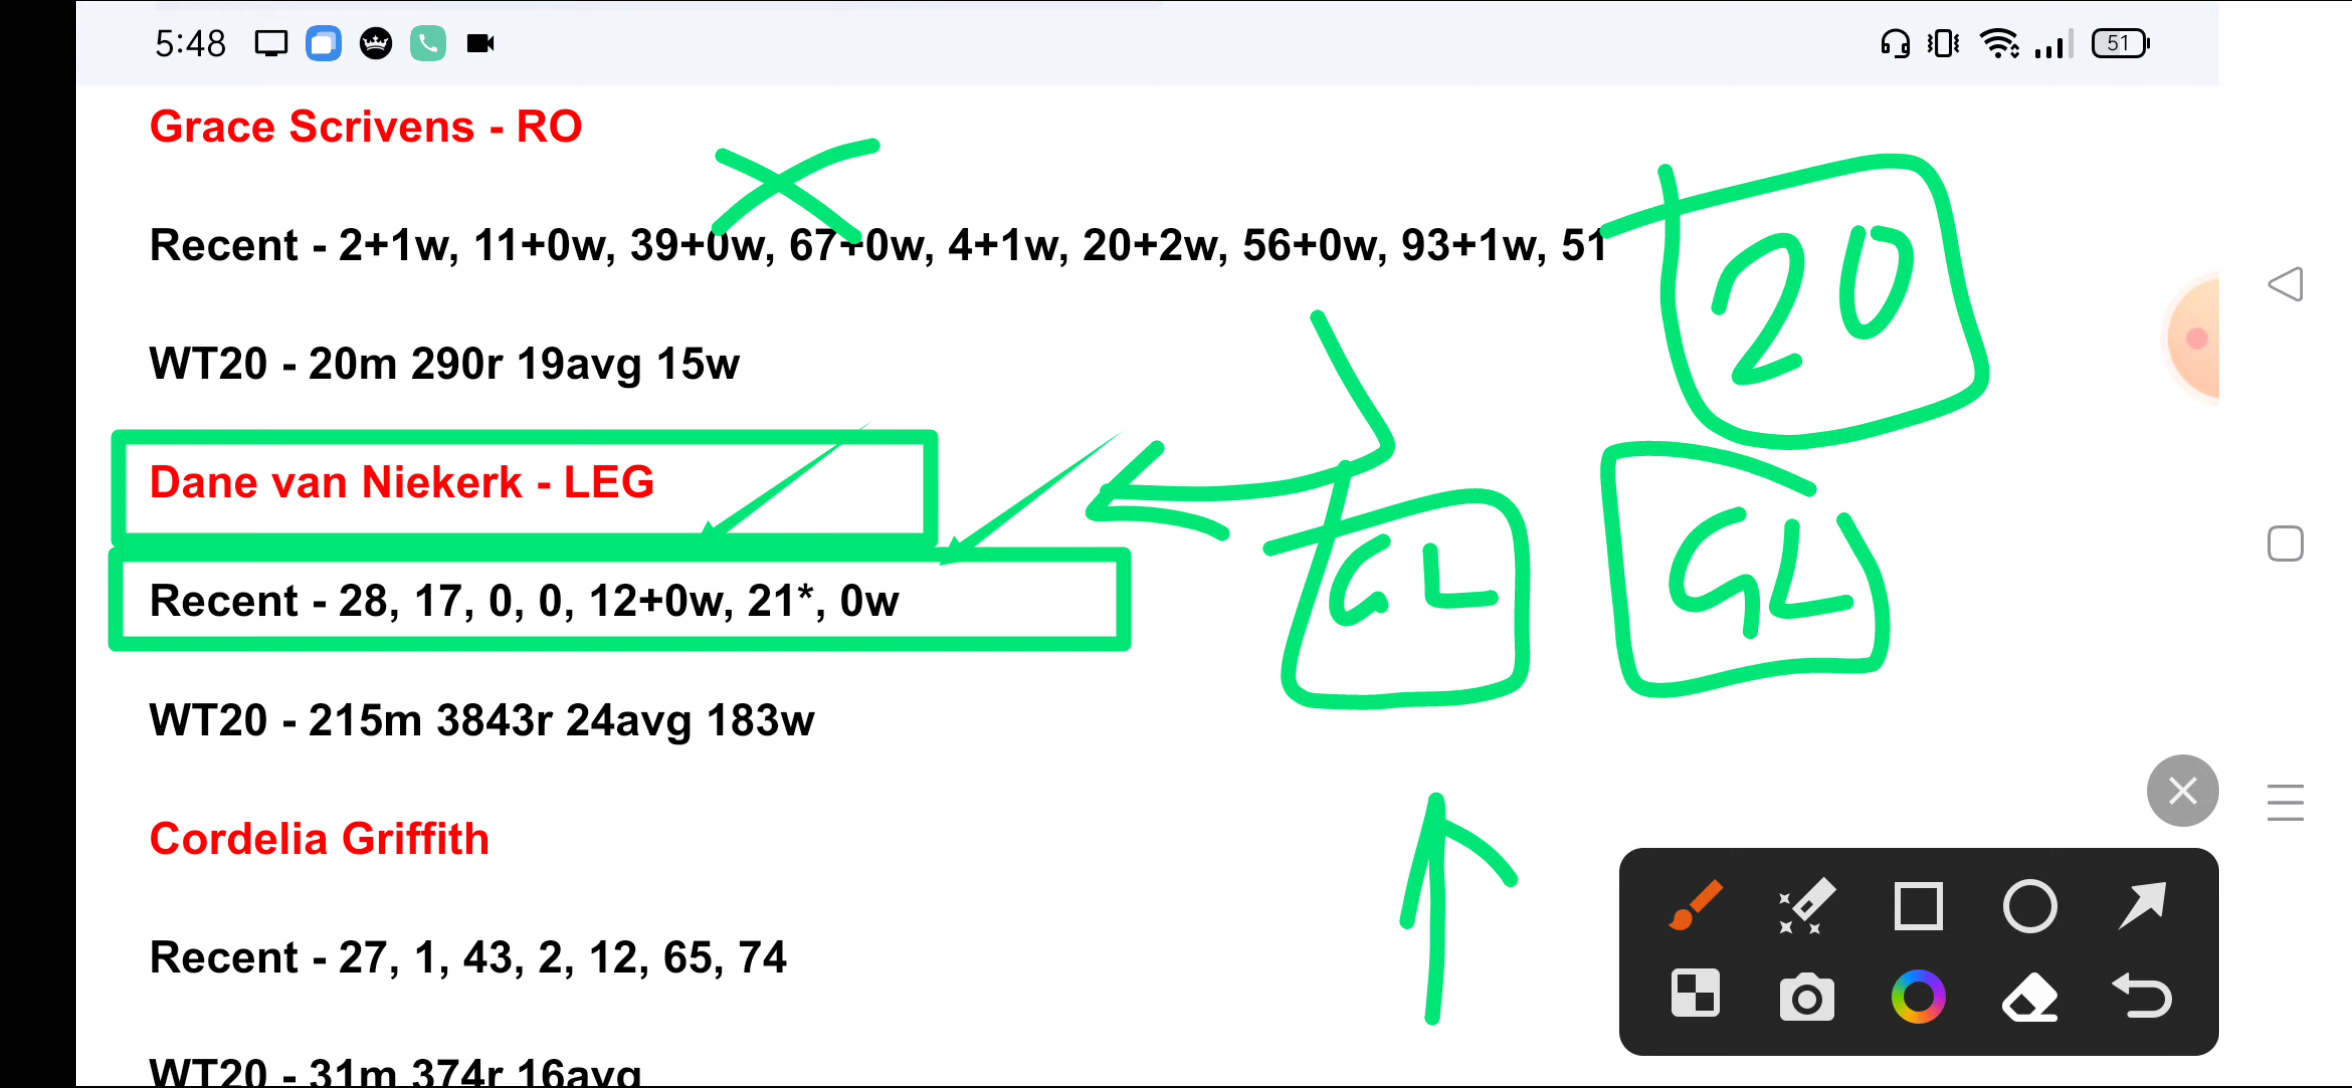 5:48 51
Grace Scrivens - RO
Recent - 2+1w, 11+0w, 39+0w, 67+0w, 4+1w, 20+2w, 56+0w, 93+1w, 51
20
WT20 - 20m 290r 19avg 15w
Dane van Niekerk - LEG
GL GL
Recent - 28, 17, 0, 0, 12+0w, 21*, 0w
WT20 - 215m 3843r 24avg 183w
Cordelia Griffith
Recent - 27, 1, 43, 2, 12, 65, 74
WT20 - 31m 374r 16avg